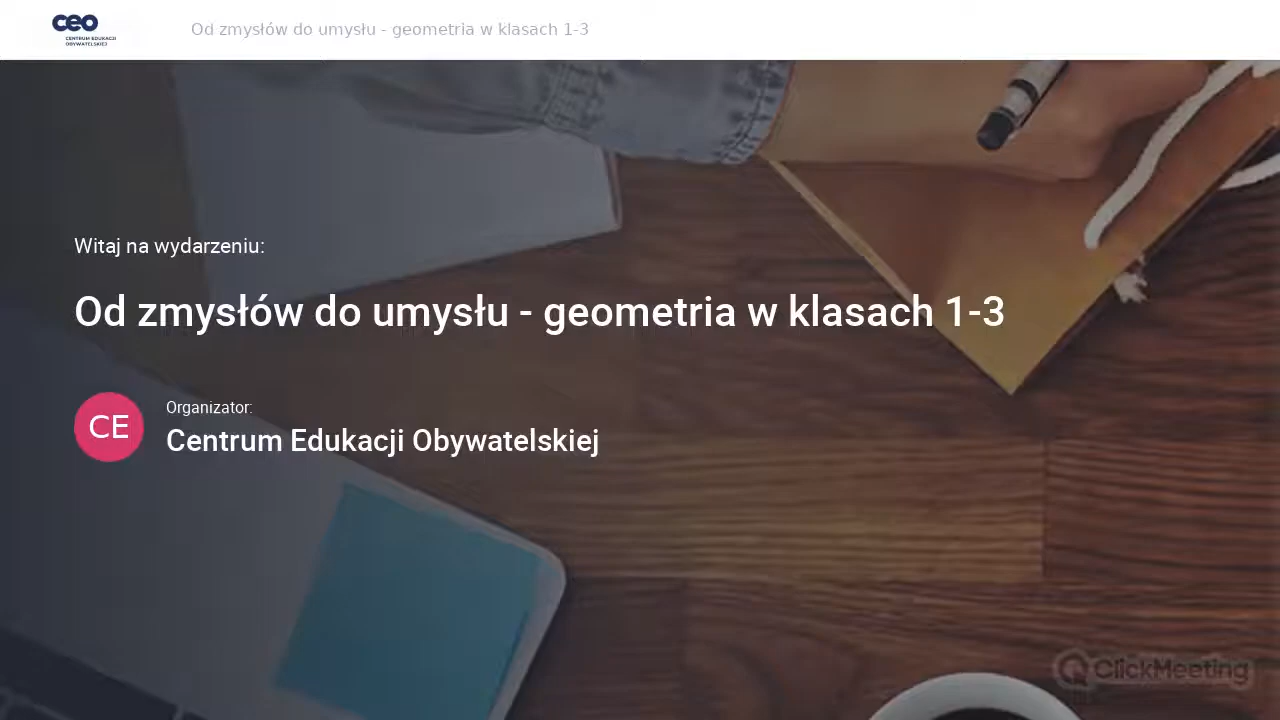 ceo
CENTRUM EDUKACJI
OBYWATELSKIEJ
Od zmysłów do umysłu - geometria w klasach 1-3
Witaj na wydarzeniu:
Od zmysłów do umysłu - geometria w klasach 1-3
CE
Organizator:
Centrum Edukacji Obywatelskiej
ClickMeeting